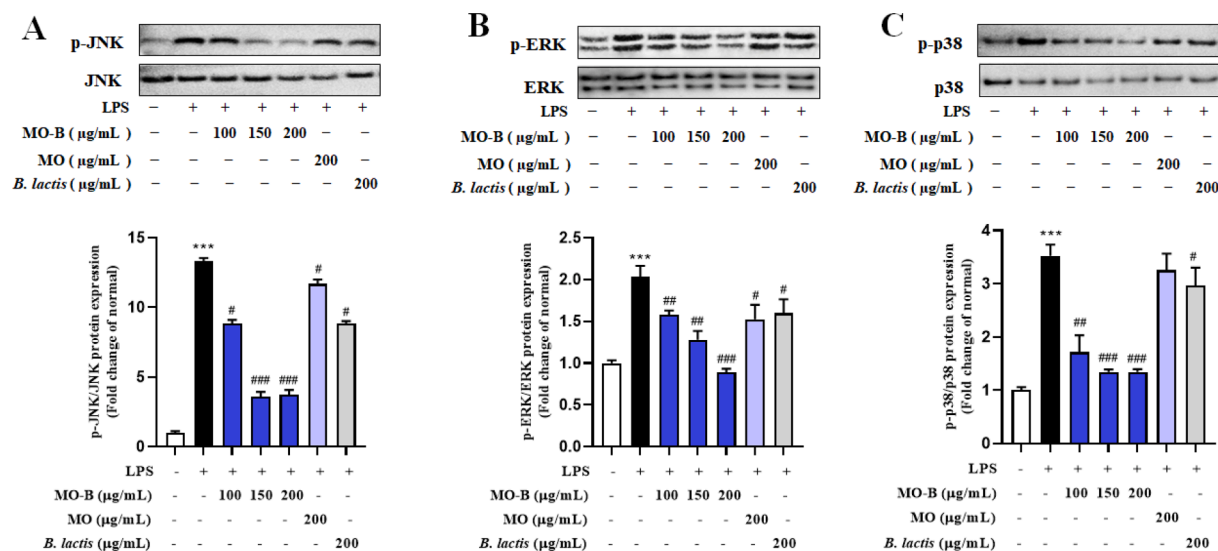 A
p-JNK
JNK
LPS – + + + + + +
MO-B ( µg/mL ) – – 100 150 200 – –
MO ( µg/mL ) – – – – – 200 –
B. lactis ( µg/mL ) – – – – – – 200
p-JNK/JNK protein expression
(Fold change of normal)
15
10
5
0
***
#
###
###
#
#
LPS - + + + + + +
MO-B (µg/mL) - - 100 150 200 - -
MO (µg/mL) - - - - - 200 -
B. lactis (µg/mL) - - - - - - 200
B
p-ERK
ERK
LPS – + + + + + +
MO-B ( µg/mL ) – – 100 150 200 – –
MO ( µg/mL ) – – – – – 200 –
B. lactis ( µg/mL ) – – – – – – 200
p-ERK/ERK protein expression
(Fold change of normal)
2.5
2.0
1.5
1.0
0.5
0.0
***
##
##
###
#
#
LPS - + + + + + +
MO-B (µg/mL) - - 100 150 200 - -
MO (µg/mL) - - - - - 200 -
B. lactis (µg/mL) - - - - - - 200
C
p-p38
p38
LPS – + + + + + +
MO-B ( µg/mL ) – – 100 150 200 – –
MO ( µg/mL ) – – – – – 200 –
B. lactis ( µg/mL ) – – – – – – 200
p-p38/p38 protein expression
(Fold change of normal)
4
3
2
1
0
***
##
###
###
#
LPS - + + + + + +
MO-B (µg/mL) - - 100 150 200 - -
MO (µg/mL) - - - - - 200 -
B. lactis (µg/mL) - - - - - - 200